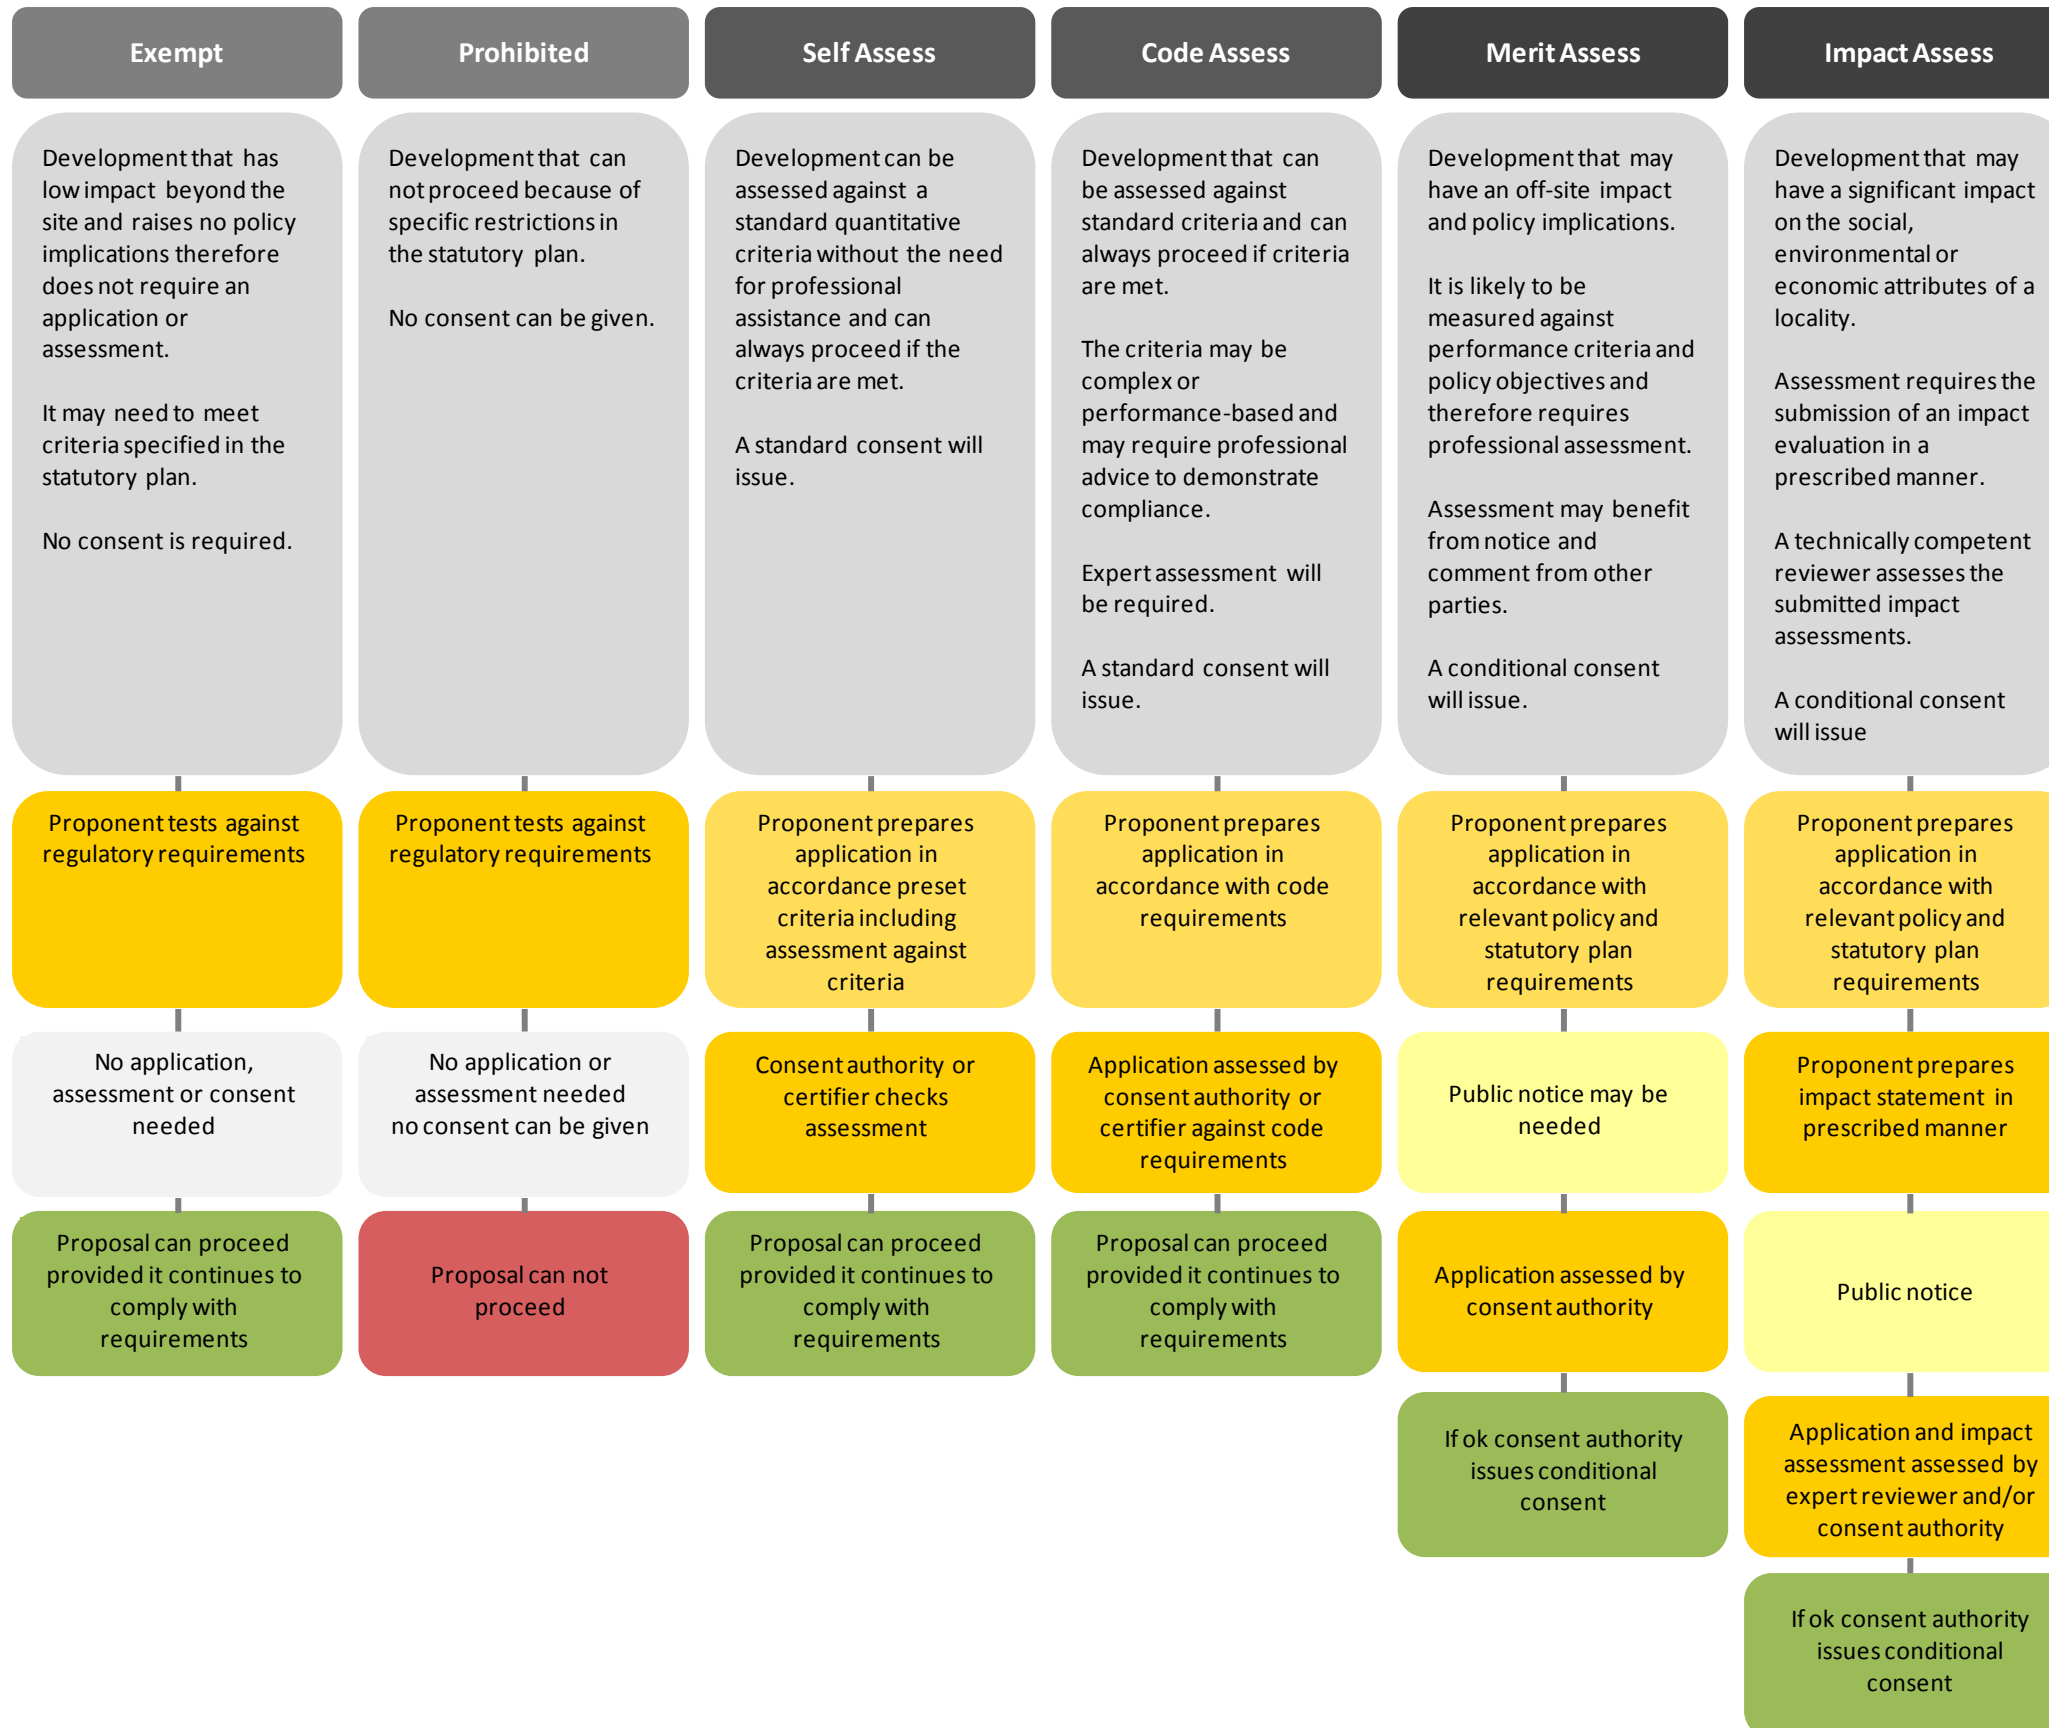 Exempt
Development that has
low impact beyond the
site and raises no policy
implications therefore
does not require an
application or
assessment.
It may need to meet
criteria specified in the
statutory plan.
No consent is required.
Proponent tests against
regulatory requirements
No application,
assessment or consent
needed
Proposal can proceed
provided it continues to
comply with
requirements
Prohibited
Development that can
not proceed because of
specific restrictions in
the statutory plan.
No consent can be given.
Proponent tests against
regulatory requirements
No application or
assessment needed
no consent can be given
Proposal can not
proceed
Self Assess
Development can be
assessed against a
standard quantitative
criteria without the need
for professional
assistance and can
always proceed if the
criteria are met.
A standard consent will
issue.
Proponent prepares
application in
accordance preset
criteria including
assessment against
criteria
Consent authority or
certifier checks
assessment
Proposal can proceed
provided it continues to
comply with
requirements
Code Assess
Development that can
be assessed against
standard criteria and can
always proceed if criteria
are met.
The criteria may be
complex or
performance-based and
may require professional
advice to demonstrate
compliance.
Expert assessment will
be required.
A standard consent will
issue.
Proponent prepares
application in
accordance with code
requirements
Application assessed by
consent authority or
certifier against code
requirements
Proposal can proceed
provided it continues to
comply with
requirements
Merit Assess
Development that may
have an off-site impact
and policy implications.
It is likely to be
measured against
performance criteria and
policy objectives and
therefore requires
professional assessment.
Assessment may benefit
from notice and
comment from other
parties.
A conditional consent
will issue.
Proponent prepares
application in
accordance with
relevant policy and
statutory plan
requirements
Public notice may be
needed
Application assessed by
consent authority
If ok consent authority
issues conditional
consent
Impact Assess
Development that may
have a significant impact
on the social,
environmental or
economic attributes of a
locality.
Assessment requires the
submission of an impact
evaluation in a
prescribed manner.
A technically competent
reviewer assesses the
submitted impact
assessments.
A conditional consent
will issue
Proponent prepares
application in
accordance with
relevant policy and
statutory plan
requirements
Proponent prepares
impact statement in
prescribed manner
Public notice
Application and impact
assessment assessed by
expert reviewer and/or
consent authority
If ok consent authority
issues conditional
consent